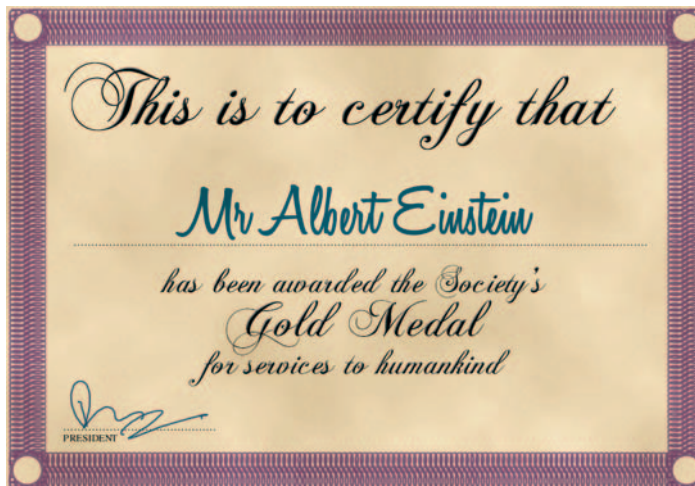 This is to certify that
Mr Albert Einstein
has been awarded the Society's
Gold Medal
for services to humankind
PRESIDENT